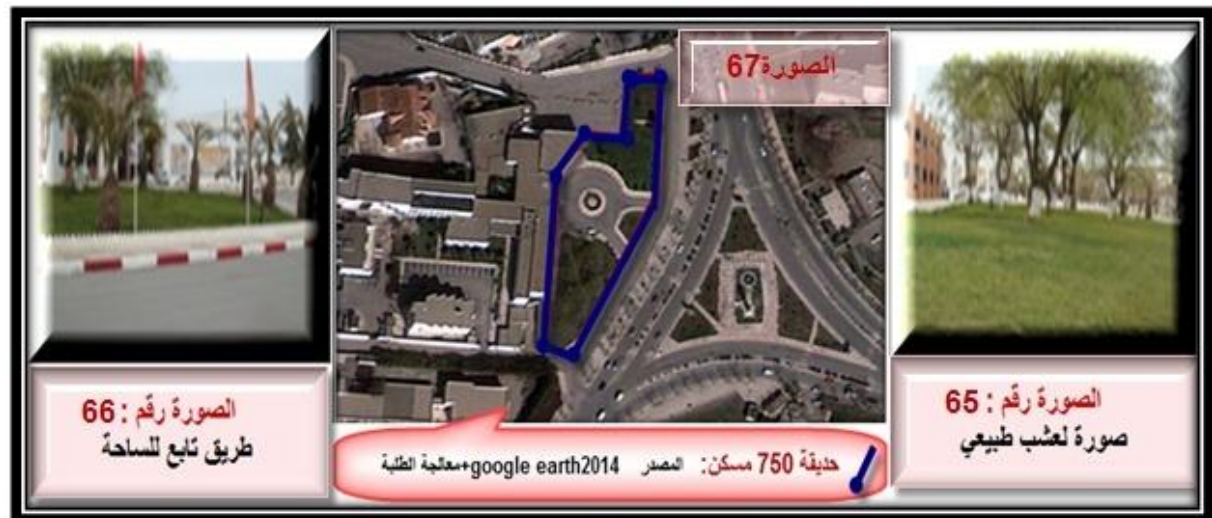 الصورة67
الصورة رقم : 65
صورة لعشب طبيعي
الصورة رقم : 66
طريق تابع للساحة
حديقة 750 مسكن: المصدر google earth2014+معالجة الطلبة